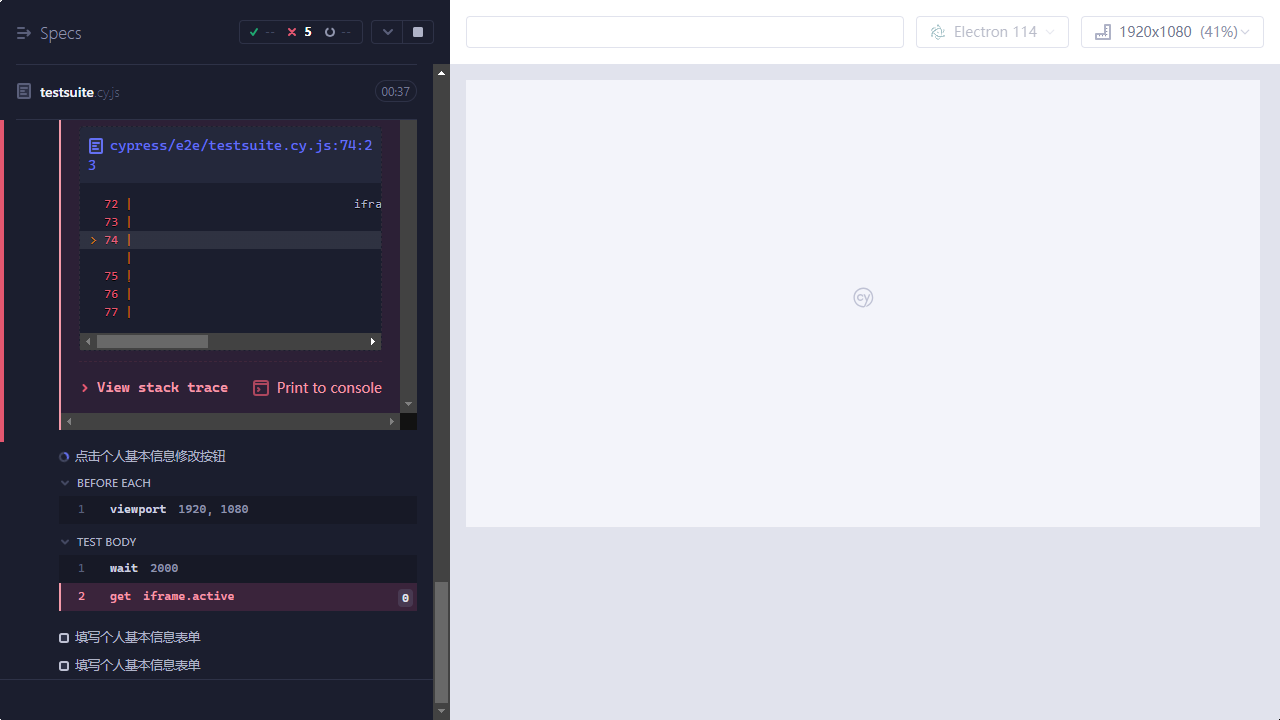 Specs
-- 5 --
Electron 114
1920x1080 (41%)
testsuite.cy.js
00:37
cypress/e2e/testsuite.cy.js:74:2
3
72 | ifra
73 |
> 74 |
|
75 |
76 |
77 |
View stack trace
Print to console
点击个人基本信息修改按钮
BEFORE EACH
1 viewport 1920, 1080
TEST BODY
1 wait 2000
2 get iframe.active 0
填写个人基本信息表单
填写个人基本信息表单
cy